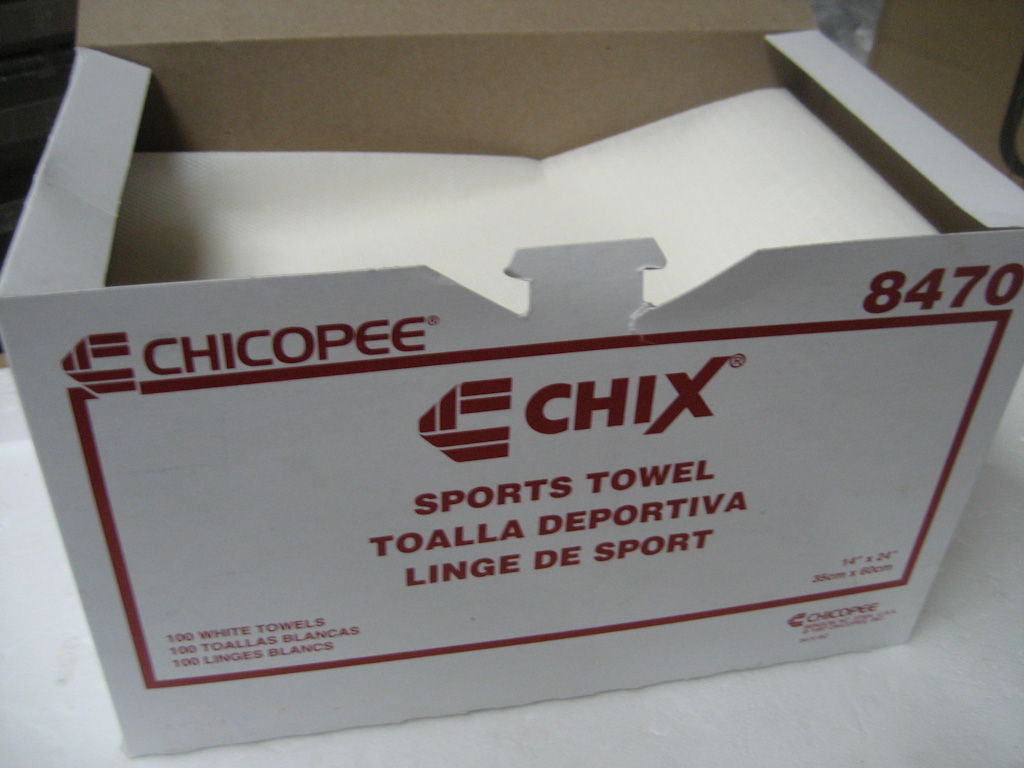 8470
CHICOPEE®
CHIX®
SPORTS TOWEL
TOALLA DEPORTIVA
LINGE DE SPORT
14" x 24"
35cm x 60cm
100 WHITE TOWELS
100 TOALLAS BLANCAS
100 LINGES BLANCS
CHICOPEE